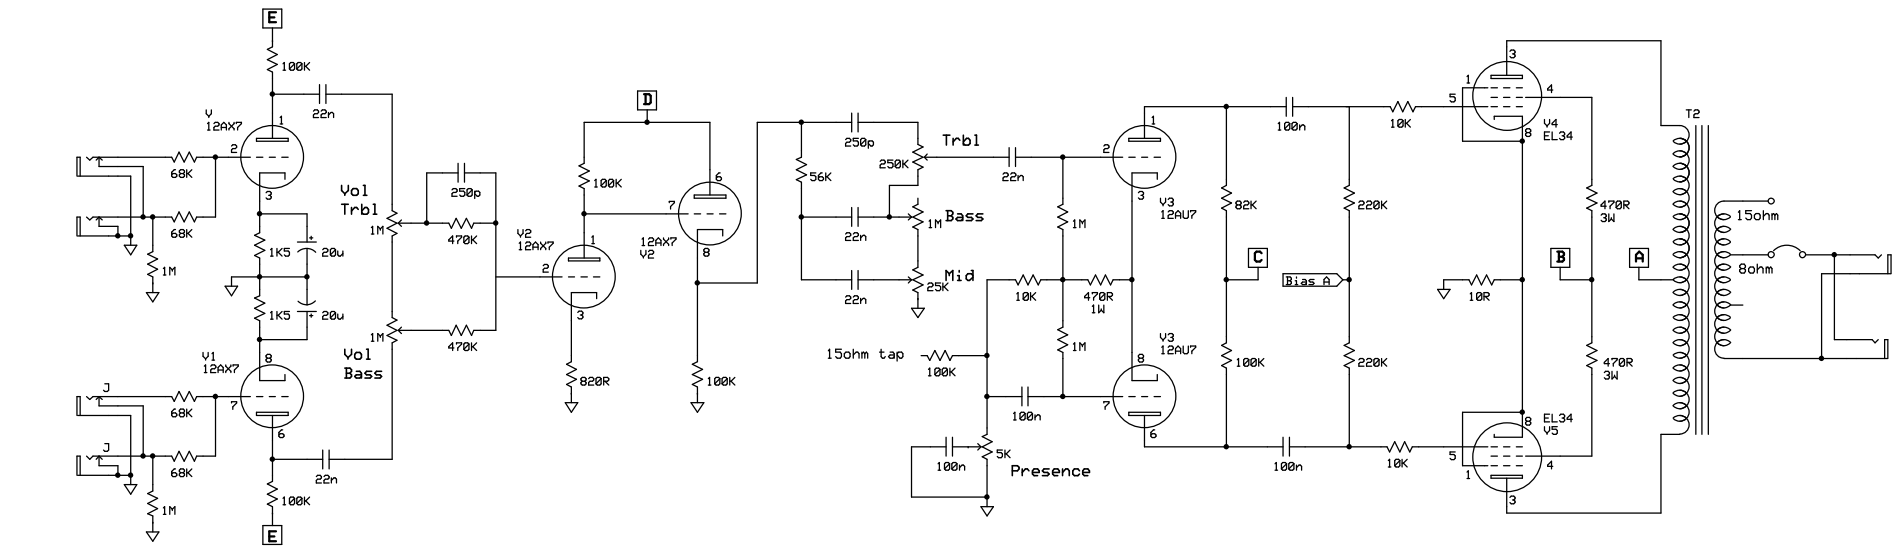 E
100K
22n
V
12AX7
1
2
3
68K
68K
1M
1K5
20u
1K5
20u
Vol
Trbl
1M
250p
470K
1M
470K
Vol
Bass
V1
12AX7
8
7
6
J
68K
J
68K
1M
22n
100K
E
D
100K
V2
12AX7
1
2
3
820R
6
7
8
12AX7
V2
100K
56K
250p
250K
Trbl
22n
1M
Bass
22n
25K
Mid
22n
1
2
3
V3
12AU7
1M
10K
470R
1W
1M
15ohm tap
100K
100n
100n
5K
Presence
V3
12AU7
8
7
6
82K
C
100K
100n
100n
220K
Bias A
220K
10K
10K
3
1
5
4
8
V4
EL34
10R
470R
3W
B
470R
3W
EL34
V5
8
5
4
1
3
A
T2
15ohm
8ohm